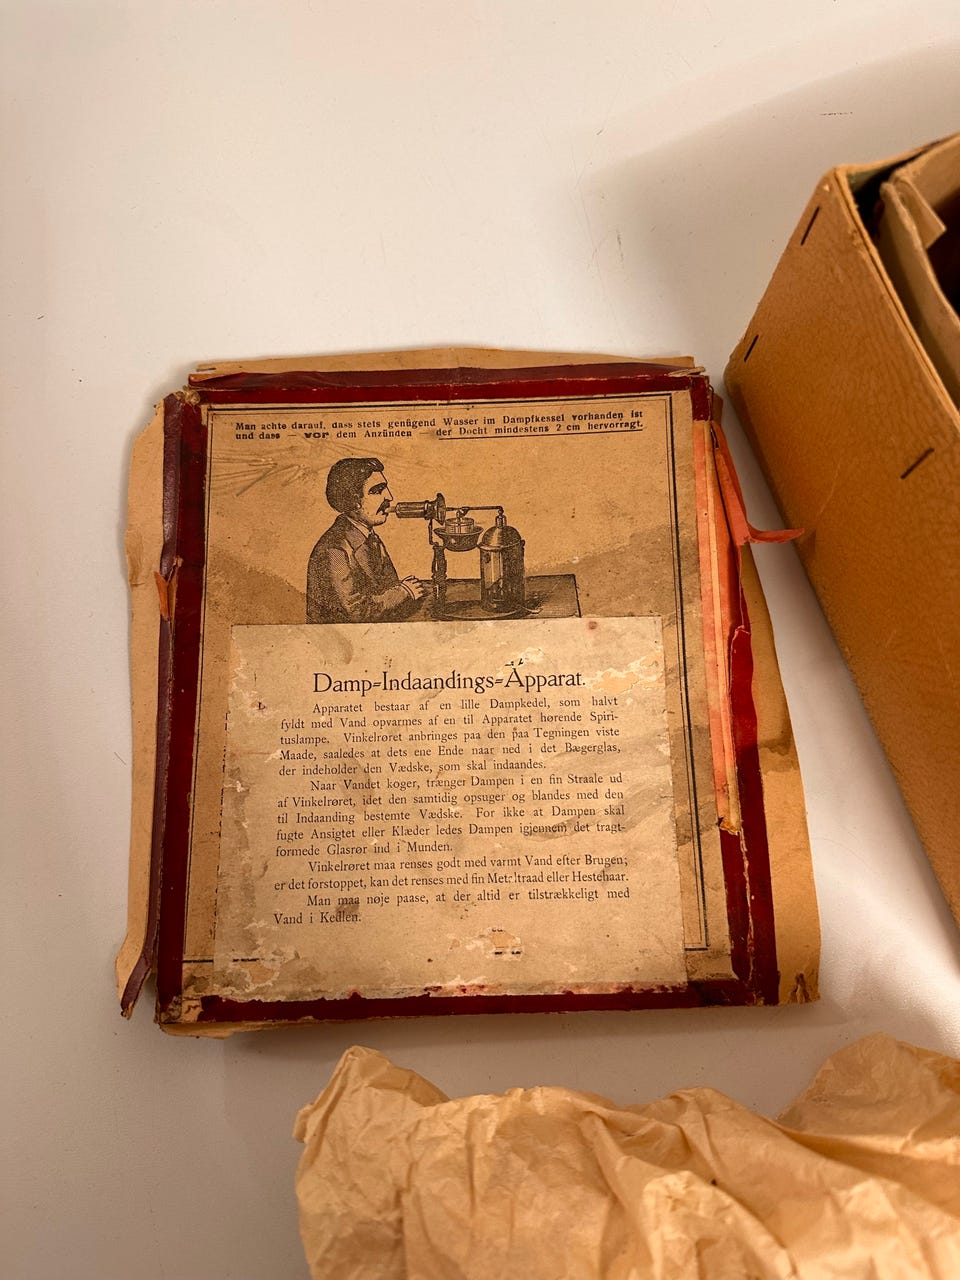 Man achte darauf, dass stets genügend Wasser im Dampfkessel vorhanden ist
und dass — vor dem Anzünden — der Docht mindestens 2 cm hervorragt.
Damp-Indaandings-Apparat.
Apparatet bestaar af en lille Dampkedel, som halvt
fyldt med Vand opvarmes af en til Apparatet hørende Spiri-
tuslampe. Vinkelrøret anbringes paa den paa Tegningen viste
Maade, saaledes at dets ene Ende naar ned i det Bægerglas,
der indeholder den Vædske, som skal indaandes.
Naar Vandet koger, trænger Dampen i en fin Straale ud
af Vinkelrøret, idet den samtidig opsuger og blandes med den
til Indaanding bestemte Vædske. For ikke at Dampen skal
fugte Ansigtet eller Klæder ledes Dampen igjennem det tragt-
formede Glasrør ind i Munden.
Vinkelrøret maa renses godt med varmt Vand efter Brugen;
er det forstoppet, kan det renses med fin Metaltraad eller Hestehaar.
Man maa nøje paase, at der altid er tilstrækkeligt med
Vand i Kedlen.